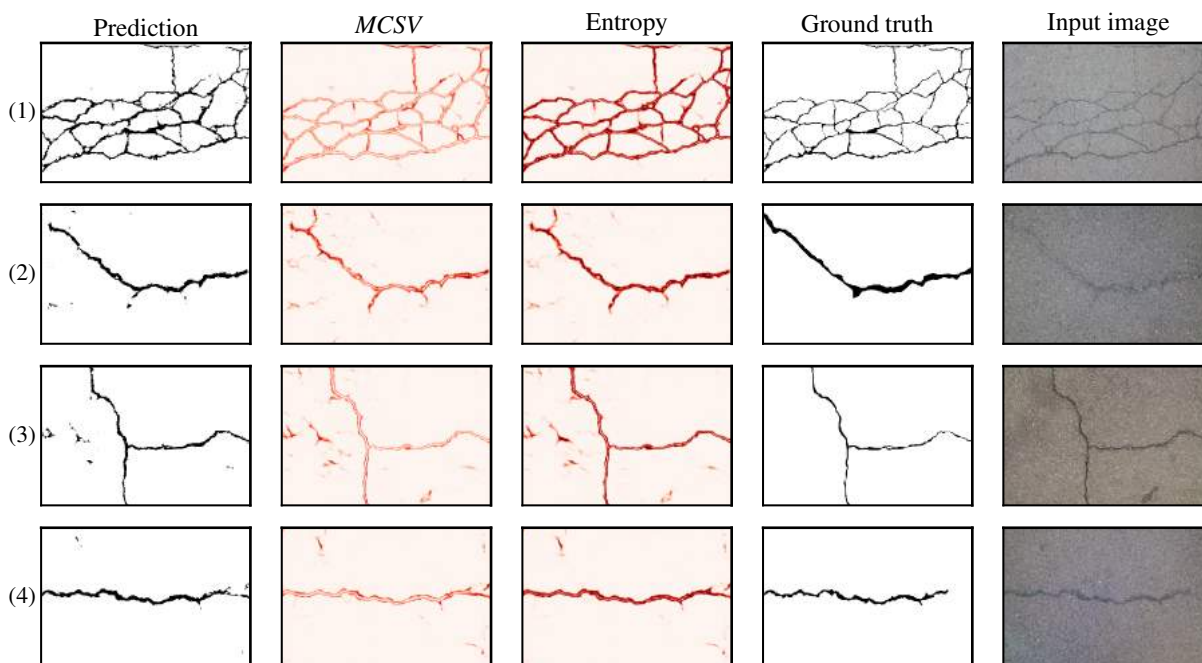 Prediction MCSV Entropy Ground truth Input image
(1)
(2)
(3)
(4)